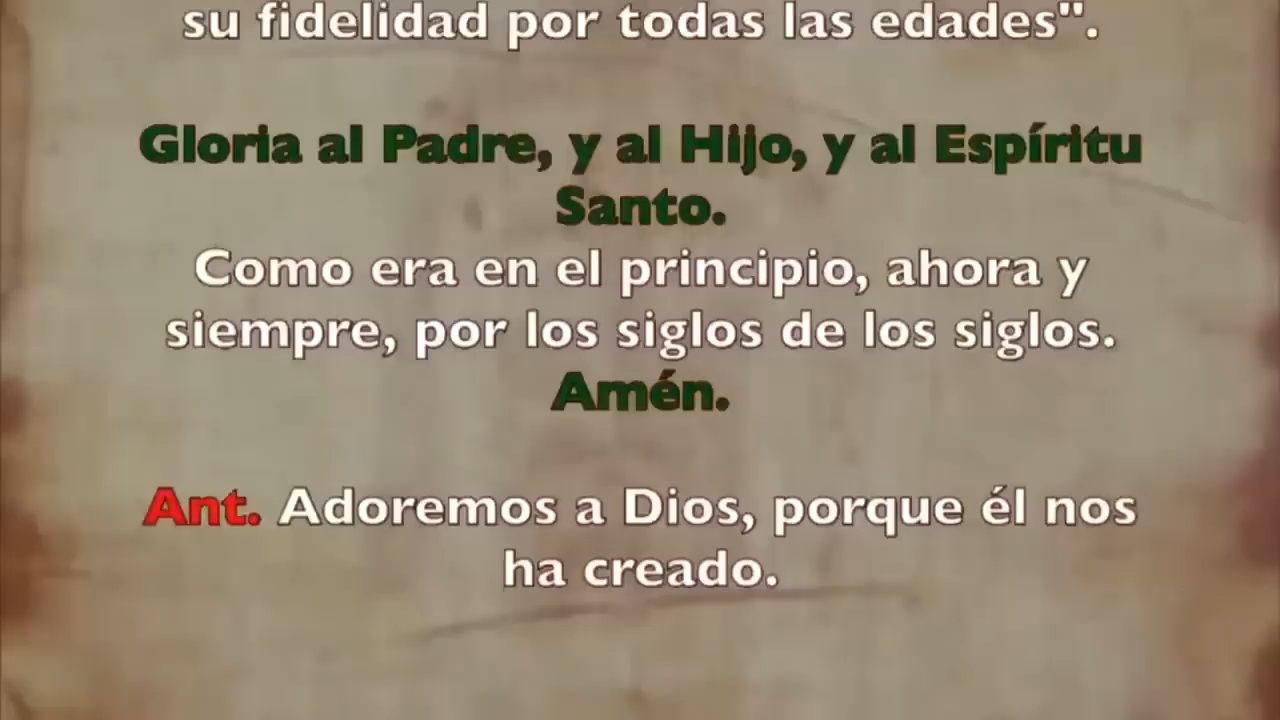 su fidelidad por todas las edades".
Gloria al Padre, y al Hijo, y al Espíritu
Santo.
Como era en el principio, ahora y
siempre, por los siglos de los siglos.
Amén.
Ant. Adoremos a Dios, porque él nos
ha creado.